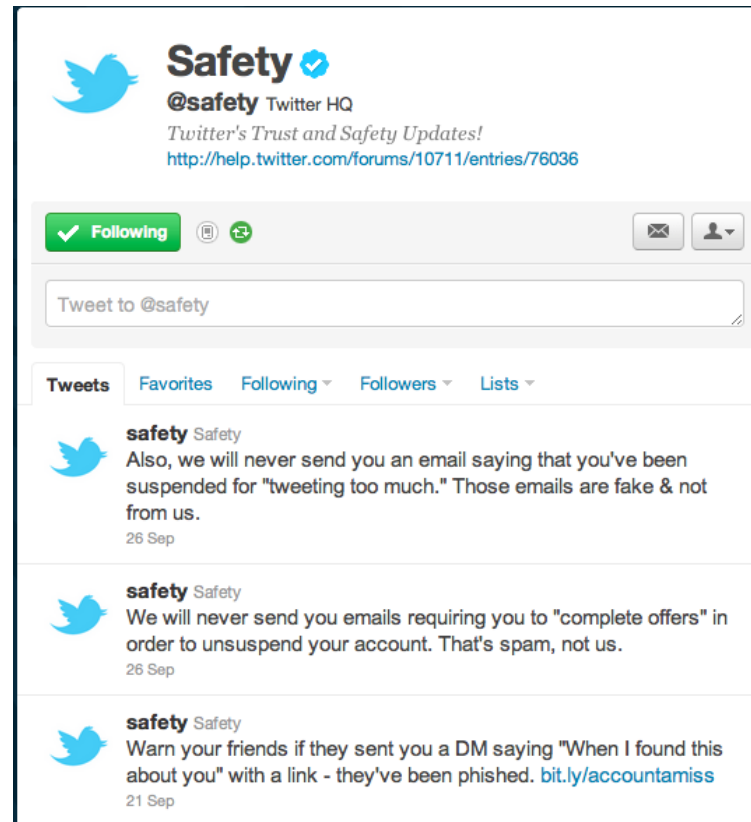 Safety
@safety Twitter HQ
Twitter's Trust and Safety Updates!
http://help.twitter.com/forums/10711/entries/76036
Following
Tweet to @safety
Tweets Favorites Following Followers Lists
safety Safety
Also, we will never send you an email saying that you've been
suspended for "tweeting too much." Those emails are fake & not
from us.
26 Sep
safety Safety
We will never send you emails requiring you to "complete offers" in
order to unsuspend your account. That's spam, not us.
26 Sep
safety Safety
Warn your friends if they sent you a DM saying "When I found this
about you" with a link - they've been phished. bit.ly/accountamiss
21 Sep